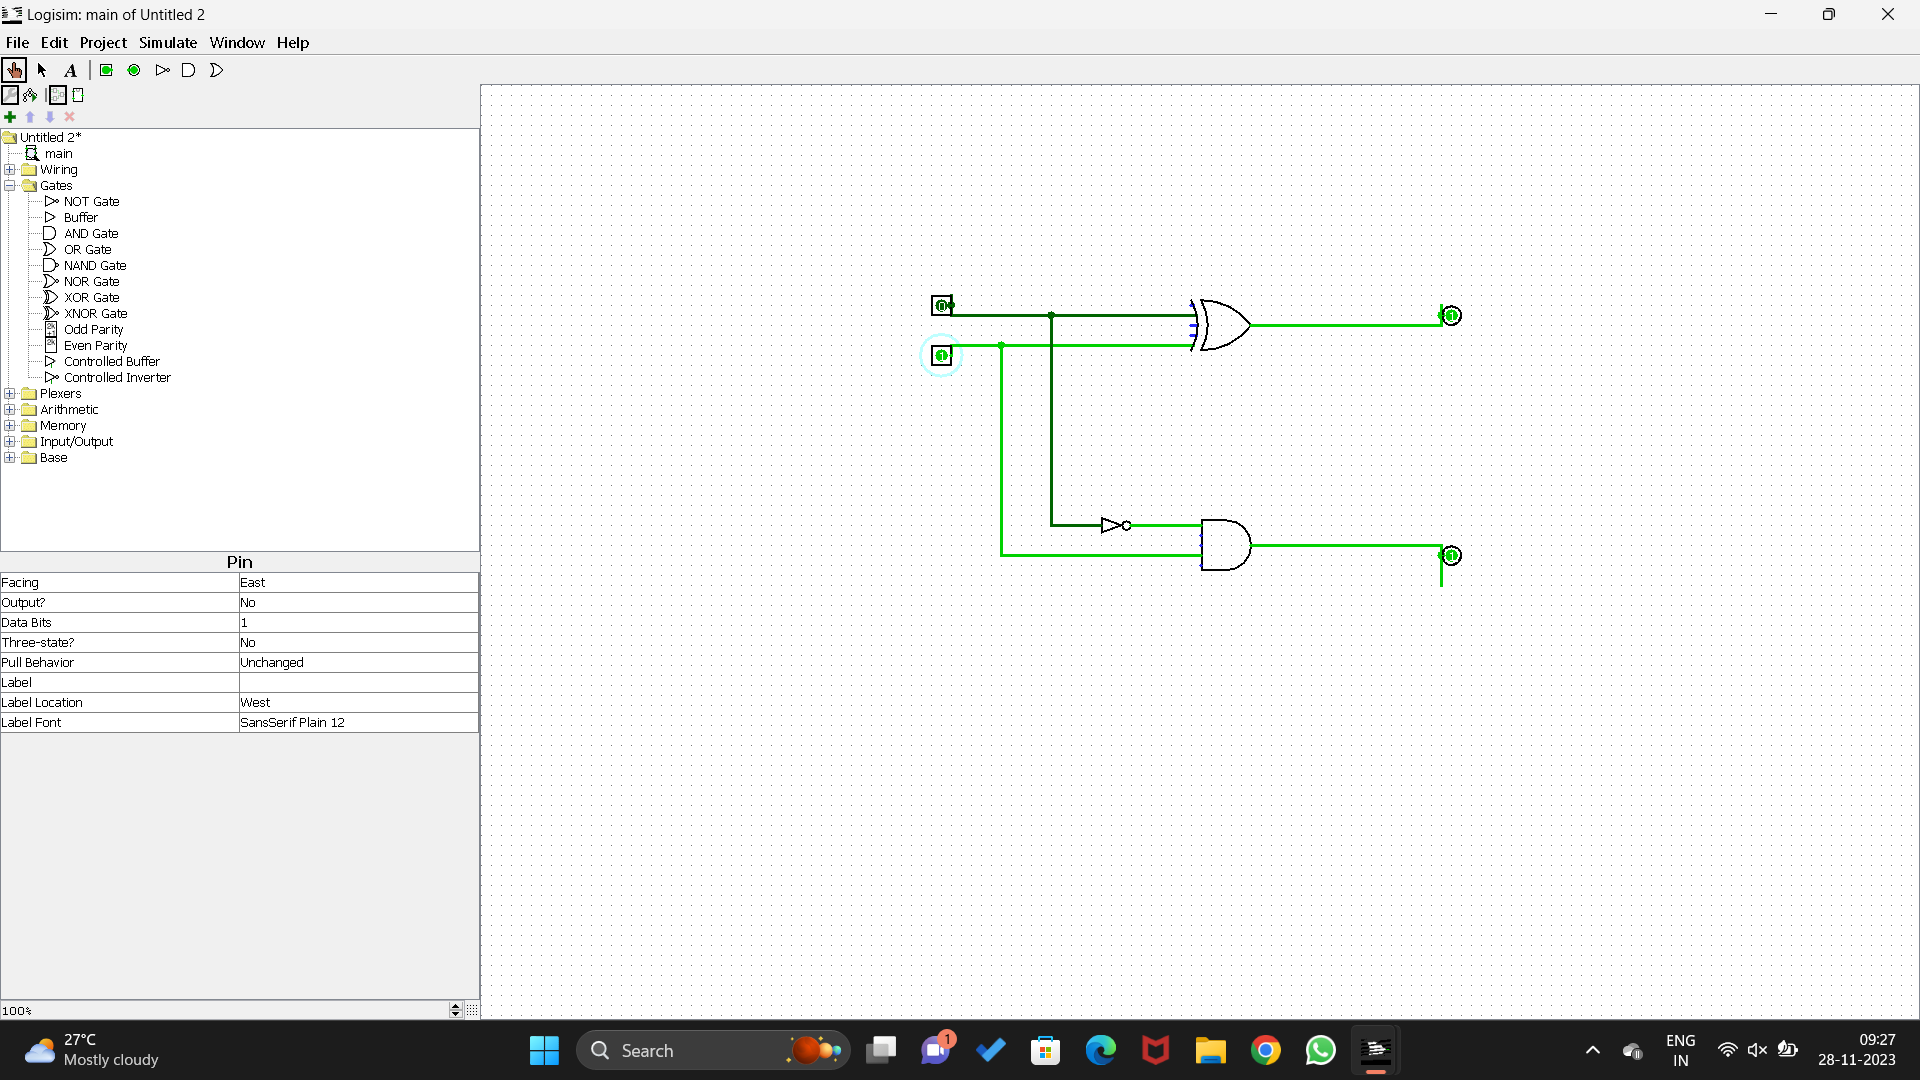 Logisim: main of Untitled 2
File Edit Project Simulate Window Help
A
Untitled 2*
main
Wiring
Gates
NOT Gate
Buffer
AND Gate
OR Gate
NAND Gate
NOR Gate
XOR Gate
XNOR Gate
Odd Parity
Even Parity
Controlled Buffer
Controlled Inverter
Plexers
Arithmetic
Memory
Input/Output
Base
Pin
Facing East
Output? No
Data Bits 1
Three-state? No
Pull Behavior Unchanged
Label
Label Location West
Label Font SansSerif Plain 12
100%
0
1
1
1
27°C
Mostly cloudy
Search
1
ENG
IN
09:27
28-11-2023